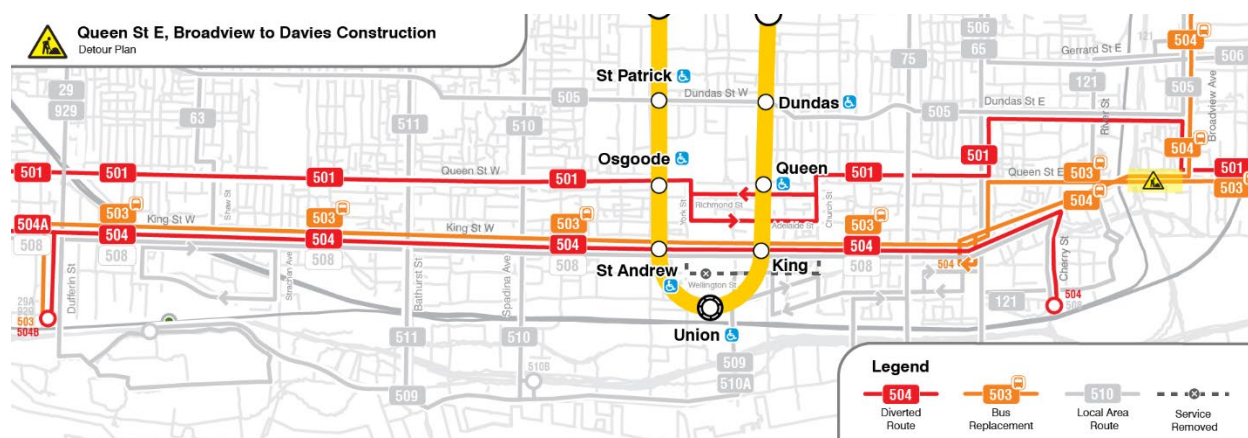 Queen St E, Broadview to Davies Construction
Detour Plan
29
929
63
511
510
505
Dundas St W
St Patrick
Dundas
505
Dundas St E
75
506
65
Gerrard St E
121
121
River St
504
506
505
Broadview Ave
504
501
501
501
Queen St W
501
Osgoode
Queen
501
501
Queen St E
503
501
503
504
Shaw St
York St
Richmond St
Adelaide St
Church St
504A
503
King St W
503
King St W
503
503
508
504
508
504
508
504
508
504
508
St Andrew
King
504
Wellington St
Dufferin St
Strachan Ave
Bathurst St
Spadina Ave
Cherry St
29A
929
503
504B
504
508
121
Union
511
510
510B
509
509
510A
Legend
504
Diverted
Route
503
Bus
Replacement
510
Local Area
Route
Service
Removed